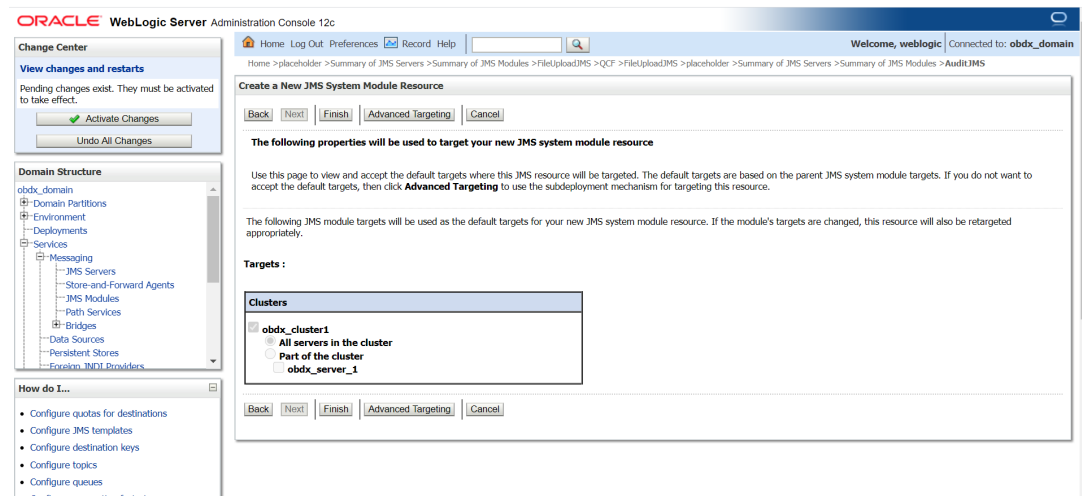 ORACLE WebLogic Server Administration Console 12c
Change Center
View changes and restarts
Pending changes exist. They must be activated
to take effect.
Activate Changes
Undo All Changes
Domain Structure
obdx_domain
Domain Partitions
Environment
Deployments
Services
Messaging
JMS Servers
Store-and-Forward Agents
JMS Modules
Path Services
Bridges
Data Sources
Persistent Stores
Foreign JNDI Providers
How do I...
Configure quotas for destinations
Configure JMS templates
Configure destination keys
Configure topics
Configure queues
Home Log Out Preferences Record Help
Welcome, weblogic Connected to: obdx_domain
Home >placeholder >Summary of JMS Servers >Summary of JMS Modules >FileUploadJMS >QCF >FileUploadJMS >placeholder >Summary of JMS Servers >Summary of JMS Modules >AuditJMS
Create a New JMS System Module Resource
Back Next Finish Advanced Targeting Cancel
The following properties will be used to target your new JMS system module resource
Use this page to view and accept the default targets where this JMS resource will be targeted. The default targets are based on the parent JMS system module targets. If you do not want to
accept the default targets, then click Advanced Targeting to use the subdeployment mechanism for targeting this resource.
The following JMS module targets will be used as the default targets for your new JMS system module resource. If the module's targets are changed, this resource will also be retargeted
appropriately.
Targets :
Clusters
obdx_cluster1
All servers in the cluster
Part of the cluster
obdx_server_1
Back Next Finish Advanced Targeting Cancel